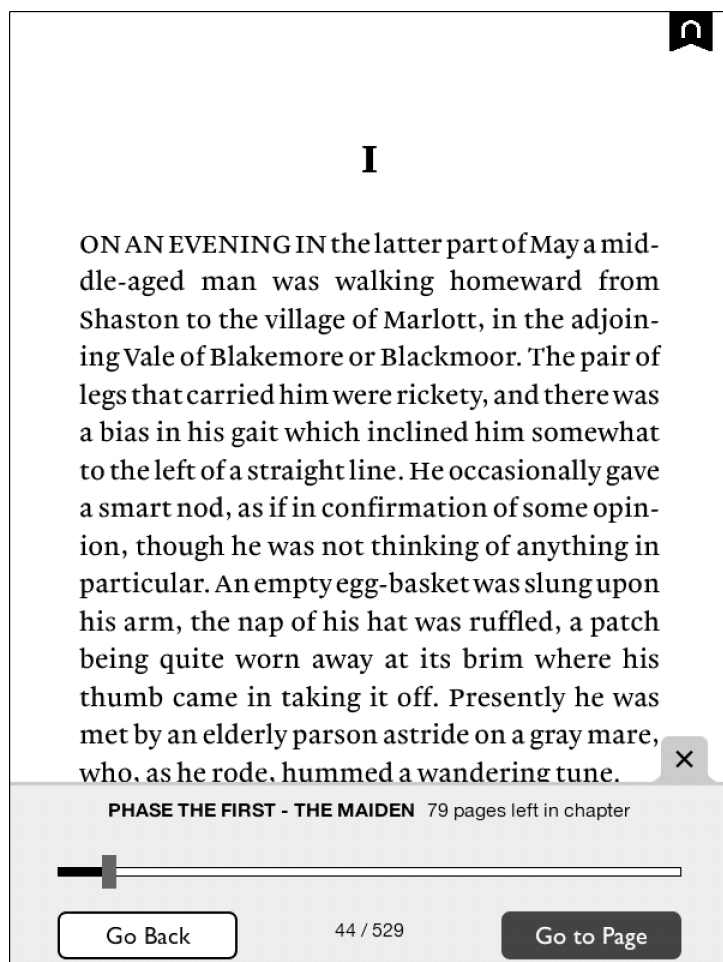 I
ON AN EVENING IN the latter part of May a mid-
dle-aged man was walking homeward from
Shaston to the village of Marlott, in the adjoin-
ing Vale of Blakemore or Blackmoor. The pair of
legs that carried him were rickety, and there was
a bias in his gait which inclined him somewhat
to the left of a straight line. He occasionally gave
a smart nod, as if in confirmation of some opin-
ion, though he was not thinking of anything in
particular. An empty egg-basket was slung upon
his arm, the nap of his hat was ruffled, a patch
being quite worn away at its brim where his
thumb came in taking it off. Presently he was
met by an elderly parson astride on a gray mare,
who, as he rode, hummed a wandering tune.
PHASE THE FIRST - THE MAIDEN 79 pages left in chapter
Go Back 44 / 529 Go to Page